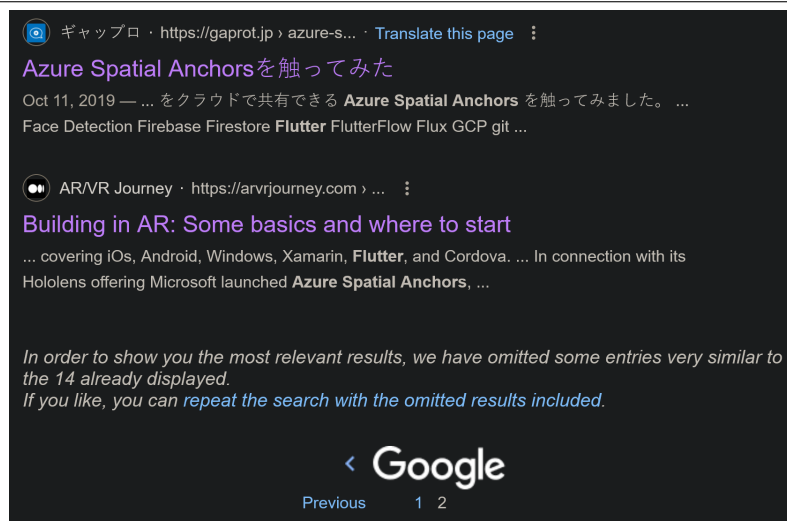 ギャップロ · https://gaprot.jp › azure-s... · Translate this page
Azure Spatial Anchorsを触ってみた
Oct 11, 2019 — ... をクラウドで共有できる Azure Spatial Anchors を触ってみました。 ...
Face Detection Firebase Firestore Flutter FlutterFlow Flux GCP git ...
AR/VR Journey · https://arvrjourney.com › ...
Building in AR: Some basics and where to start
... covering iOs, Android, Windows, Xamarin, Flutter, and Cordova. ... In connection with its
Hololens offering Microsoft launched Azure Spatial Anchors, ...
In order to show you the most relevant results, we have omitted some entries very similar to
the 14 already displayed.
If you like, you can repeat the search with the omitted results included.
< Google
Previous 1 2